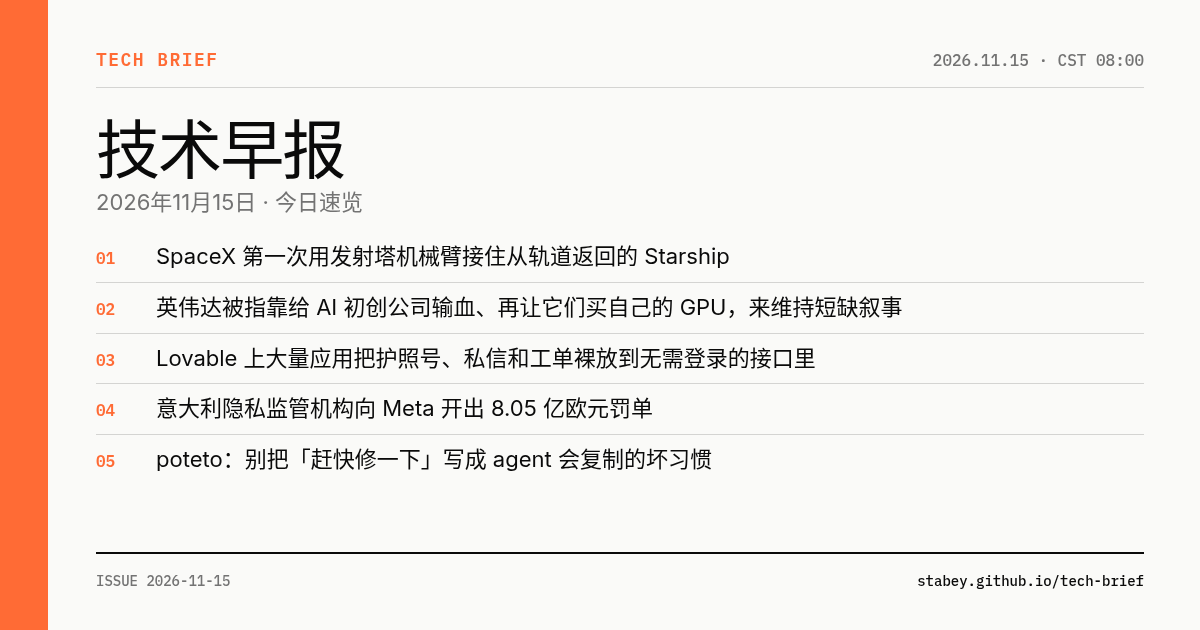 TECH BRIEF
2026.11.15 · CST 08:00
技术早报
2026年11月15日 · 今日速览
01 SpaceX 第一次用发射塔机械臂接住从轨道返回的 Starship
02 英伟达被指靠给 AI 初创公司输血、再让它们买自己的 GPU，来维持短缺叙事
03 Lovable 上大量应用把护照号、私信和工单裸放到无需登录的接口里
04 意大利隐私监管机构向 Meta 开出 8.05 亿欧元罚单
05 poteto：别把「赶快修一下」写成 agent 会复制的坏习惯
ISSUE 2026-11-15
stabey.github.io/tech-brief